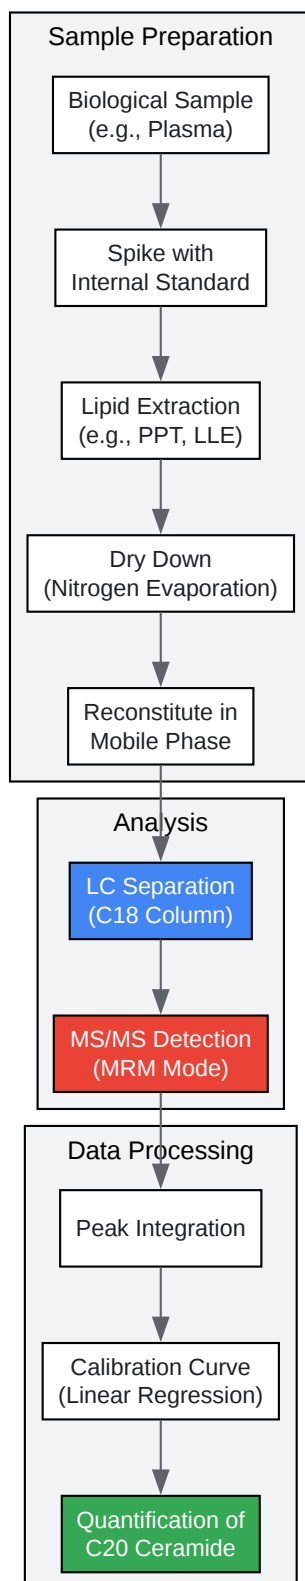 Sample Preparation
Biological Sample
(e.g., Plasma)
Spike with
Internal Standard
Lipid Extraction
(e.g., PPT, LLE)
Dry Down
(Nitrogen Evaporation)
Reconstitute in
Mobile Phase
Analysis
LC Separation
(C18 Column)
MS/MS Detection
(MRM Mode)
Data Processing
Peak Integration
Calibration Curve
(Linear Regression)
Quantification of
C20 Ceramide